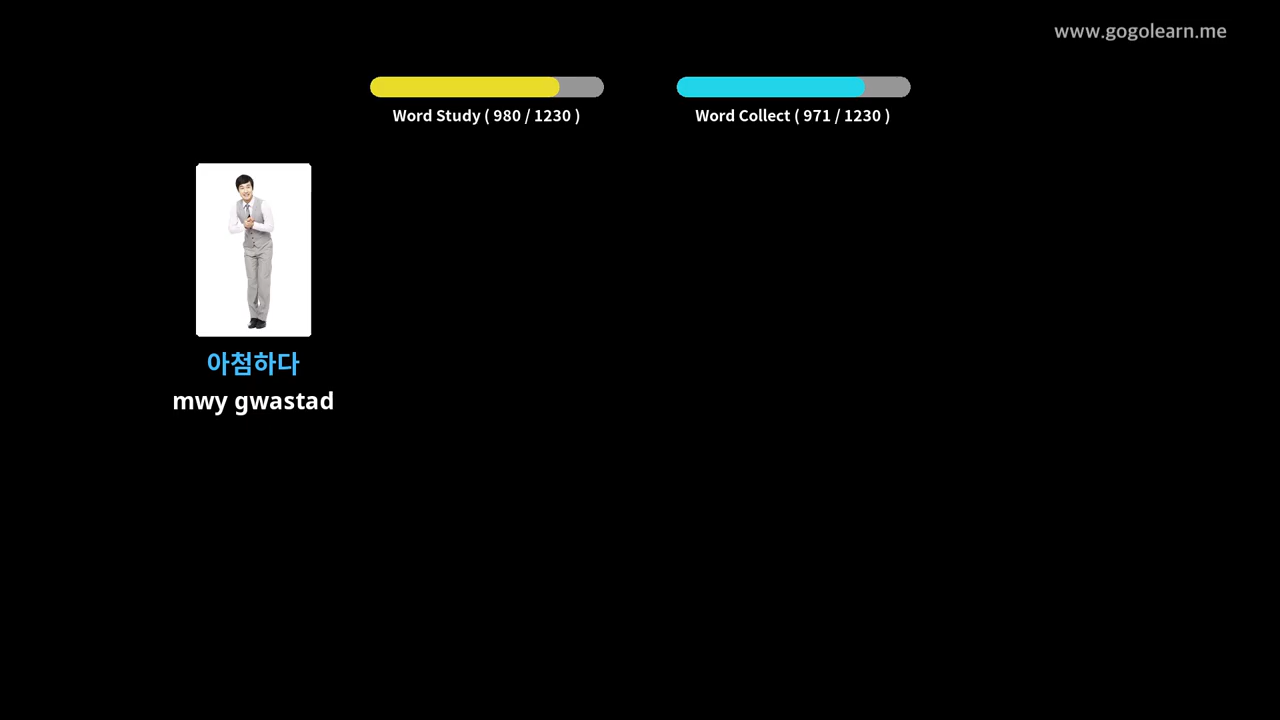 www.gogolearn.me
Word Study ( 980 / 1230 )
Word Collect ( 971 / 1230 )
아첨하다
mwy gwastad